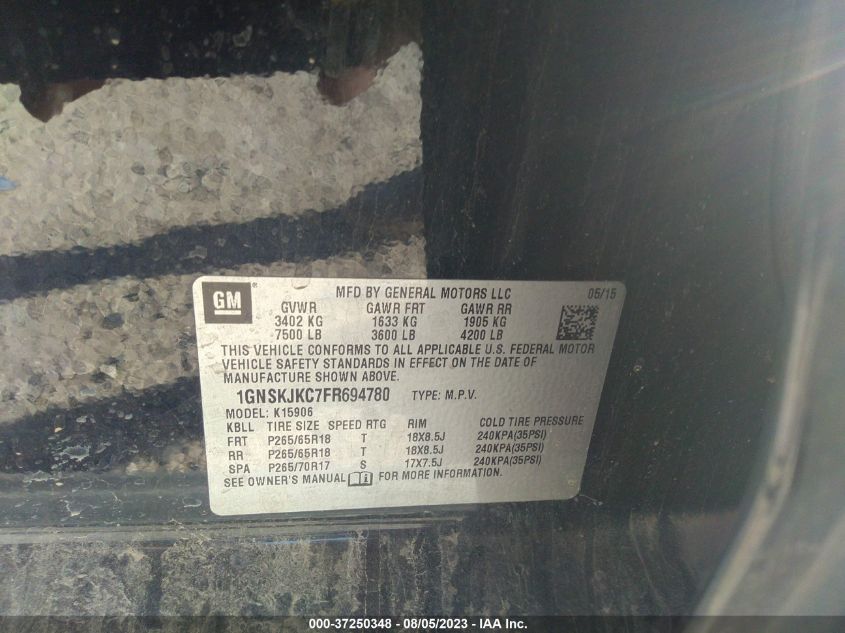 GM
MFD BY GENERAL MOTORS LLC 05/15
GVWR GAWR FRT GAWR RR
3402 KG 1633 KG 1905 KG
7500 LB 3600 LB 4200 LB
THIS VEHICLE CONFORMS TO ALL APPLICABLE U.S. FEDERAL MOTOR
VEHICLE SAFETY STANDARDS IN EFFECT ON THE DATE OF
MANUFACTURE SHOWN ABOVE.
1GNSKJKC7FR694780 TYPE: M.P.V.
MODEL: K15906
KBLL TIRE SIZE SPEED RTG RIM COLD TIRE PRESSURE
FRT P265/65R18 T 18X8.5J 240KPA(35PSI)
RR P265/65R18 T 18X8.5J 240KPA(35PSI)
SPA P265/70R17 S 17X7.5J 240KPA(35PSI)
SEE OWNER'S MANUAL FOR MORE INFORMATION.
000-37250348 - 08/05/2023 - IAA Inc.